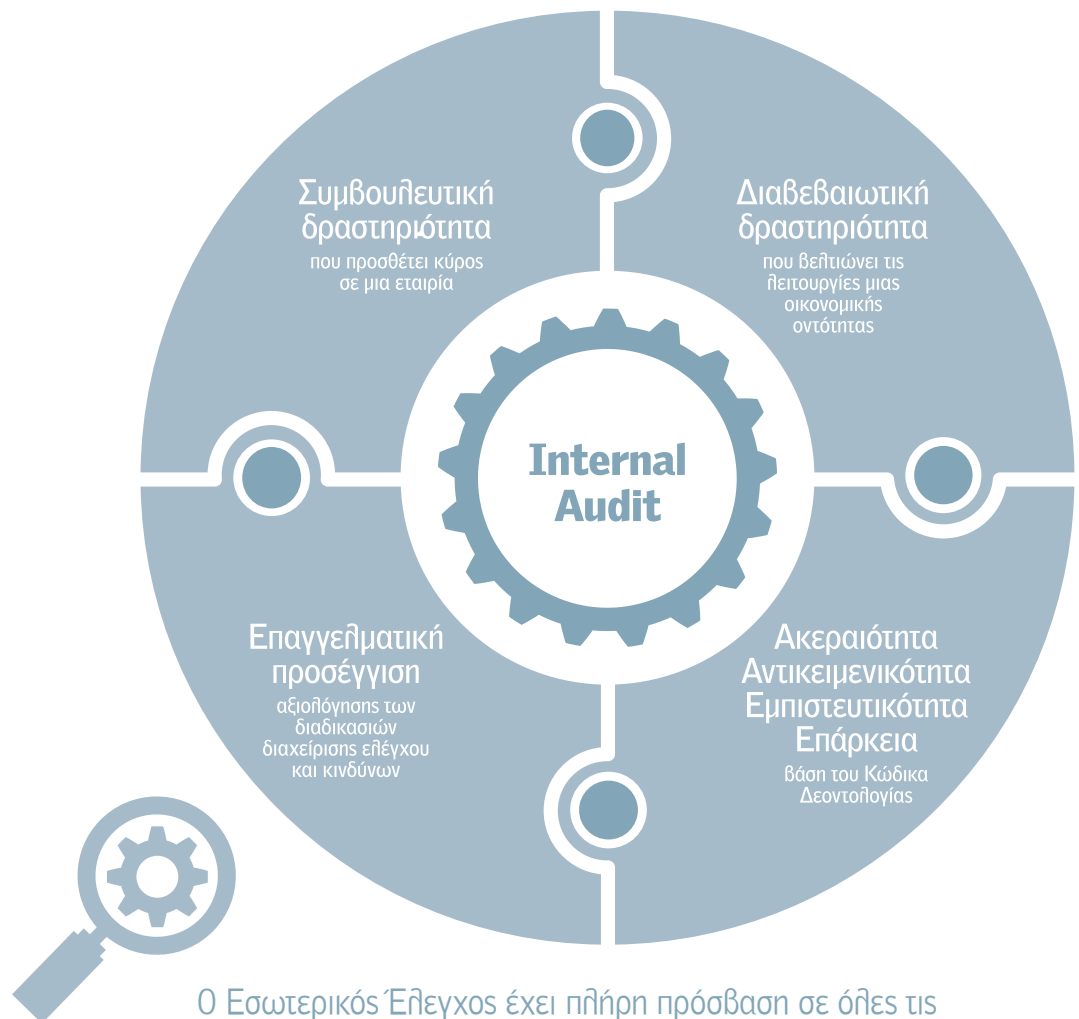 Συμβουλευτική
δραστηριότητα
που προσθέτει κύρος
σε μια εταιρία
Διαβεβαιωτική
δραστηριότητα
που βελτιώνει τις
λειτουργίες μιας
οικονομικής
οντότητας
Internal
Audit
Επαγγελματική
προσέγγιση
αξιολόγησης των
διαδικασιών
διαχείρισης ελέγχου
και κινδύνων
Ακεραιότητα
Αντικειμενικότητα
Εμπιστευτικότητα
Επάρκεια
βάση του Κώδικα
Δεοντολογίας
Ο Εσωτερικός Έλεγχος έχει πλήρη πρόσβαση σε όλες τις